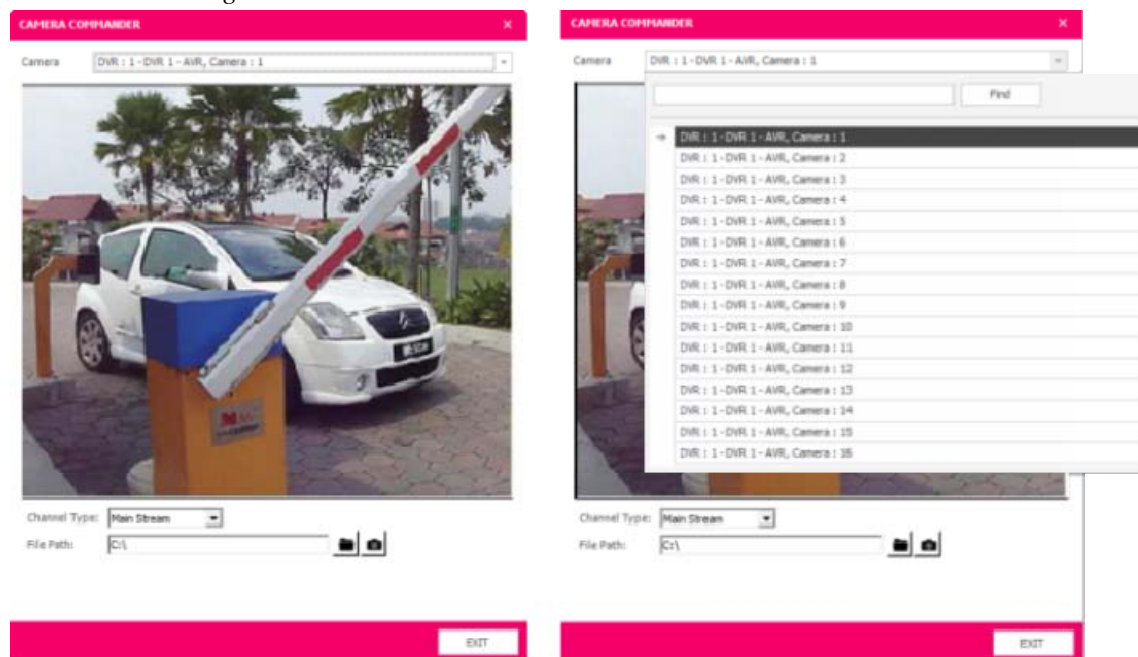 CAMERA COMMANDER ×
Camera DVR : 1 - DVR 1 - AVR, Camera : 1
Channel Type: Main Stream
File Path: C:\
EXIT
CAMERA COMMANDER ×
Camera DVR : 1 - DVR 1 - AVR, Camera : 1
Find
DVR : 1 - DVR 1 - AVR, Camera : 1
DVR : 1 - DVR 1 - AVR, Camera : 2
DVR : 1 - DVR 1 - AVR, Camera : 3
DVR : 1 - DVR 1 - AVR, Camera : 4
DVR : 1 - DVR 1 - AVR, Camera : 5
DVR : 1 - DVR 1 - AVR, Camera : 6
DVR : 1 - DVR 1 - AVR, Camera : 7
DVR : 1 - DVR 1 - AVR, Camera : 8
DVR : 1 - DVR 1 - AVR, Camera : 9
DVR : 1 - DVR 1 - AVR, Camera : 10
DVR : 1 - DVR 1 - AVR, Camera : 11
DVR : 1 - DVR 1 - AVR, Camera : 12
DVR : 1 - DVR 1 - AVR, Camera : 13
DVR : 1 - DVR 1 - AVR, Camera : 14
DVR : 1 - DVR 1 - AVR, Camera : 15
DVR : 1 - DVR 1 - AVR, Camera : 16
Channel Type: Main Stream
File Path: C:\
EXIT